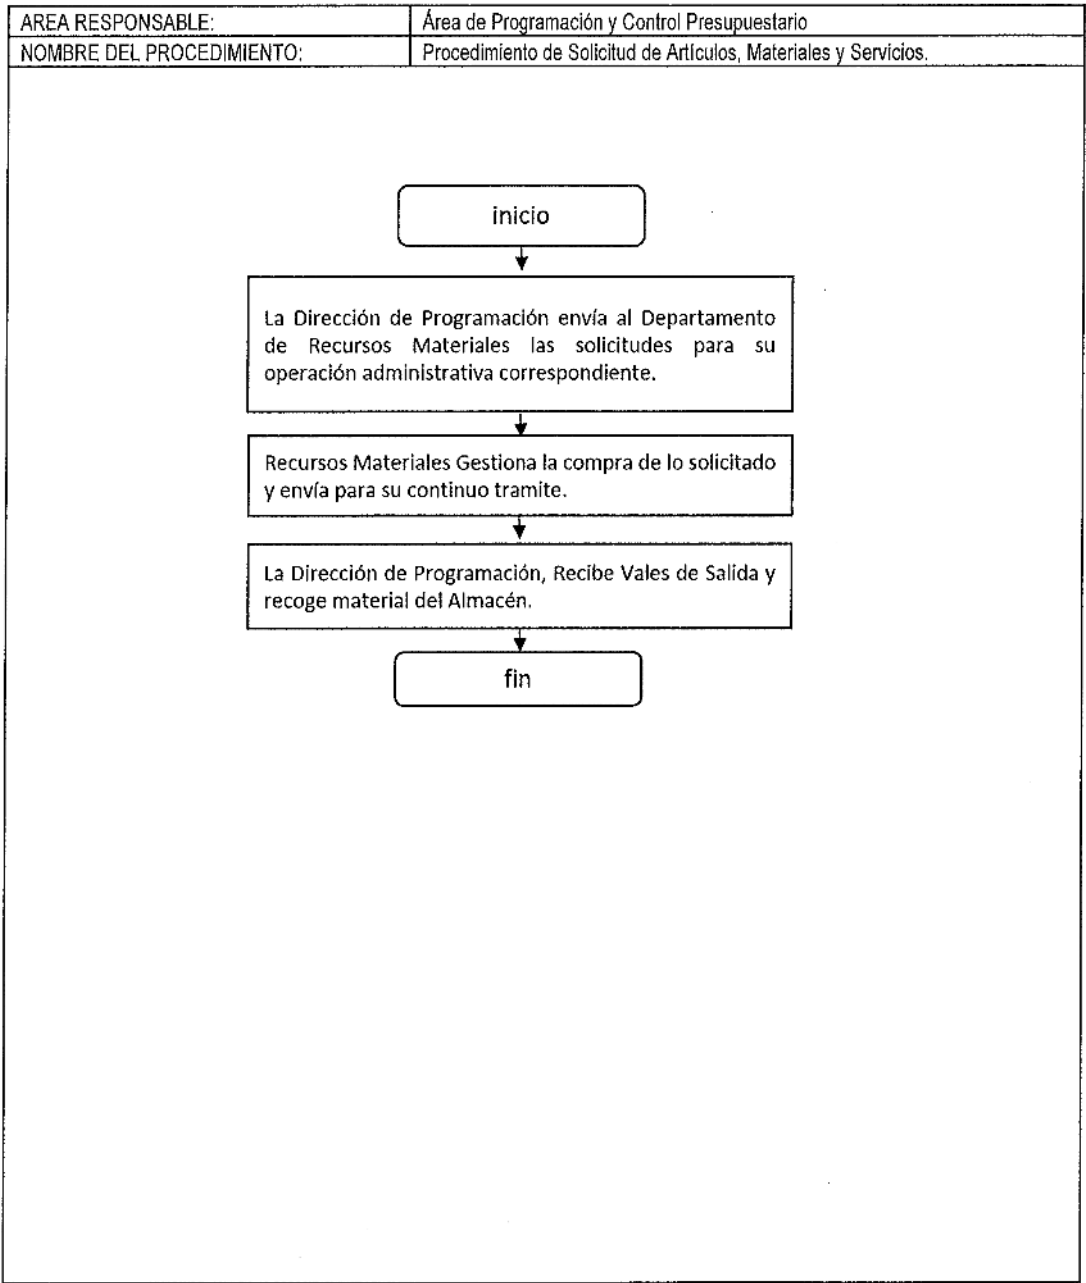 AREA RESPONSABLE: Área de Programación y Control Presupuestario
NOMBRE DEL PROCEDIMIENTO: Procedimiento de Solicitud de Artículos, Materiales y Servicios.
inicio
La Dirección de Programación envía al Departamento
de Recursos Materiales las solicitudes para su
operación administrativa correspondiente.
Recursos Materiales Gestiona la compra de lo solicitado
y envía para su continuo tramite.
La Dirección de Programación, Recibe Vales de Salida y
recoge material del Almacén.
fin